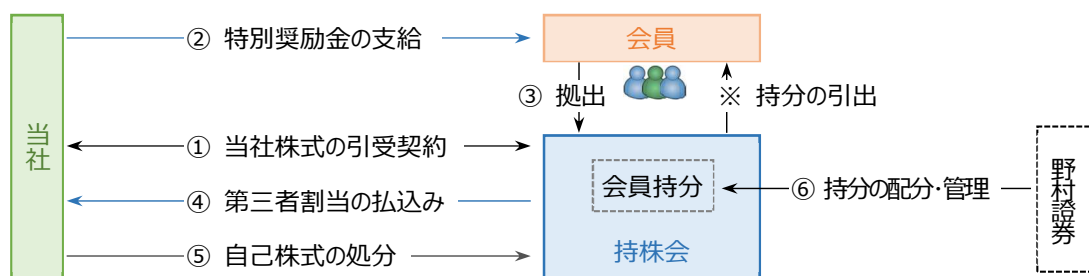 ② 特別奨励金の支給
会員
③ 拠出
※ 持分の引出
当社
① 当社株式の引受契約
会員持分
⑥ 持分の配分・管理
野村證券
④ 第三者割当の払込み
⑤ 自己株式の処分
持株会